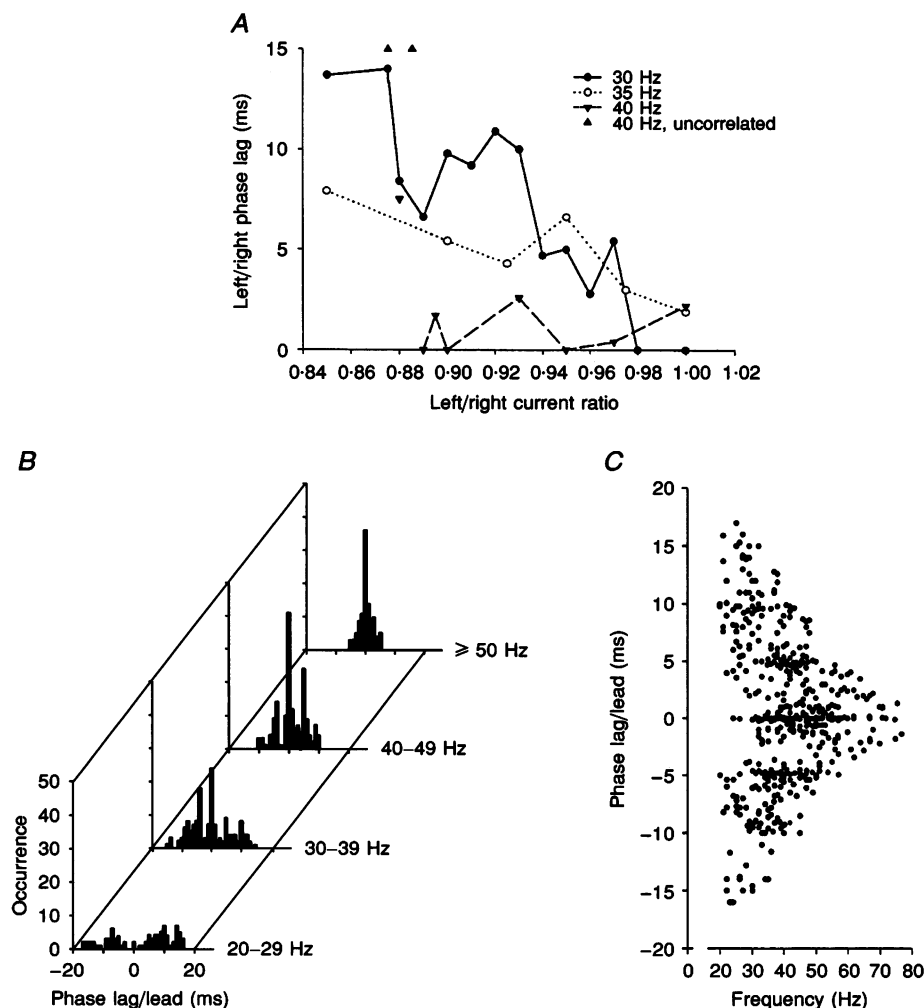 A
15
10
5
0
Left/right phase lag (ms)
30 Hz
35 Hz
40 Hz
40 Hz, uncorrelated
0·84 0·86 0·88 0·90 0·92 0·94 0·96 0·98 1·00 1·02
Left/right current ratio
B
≥ 50 Hz
40–49 Hz
30–39 Hz
20–29 Hz
50
40
30
20
10
0
Occurrence
−20 0 20
Phase lag/lead (ms)
C
20
15
10
5
0
−5
−10
−15
−20
Phase lag/lead (ms)
0 10 20 30 40 50 60 70 80
Frequency (Hz)